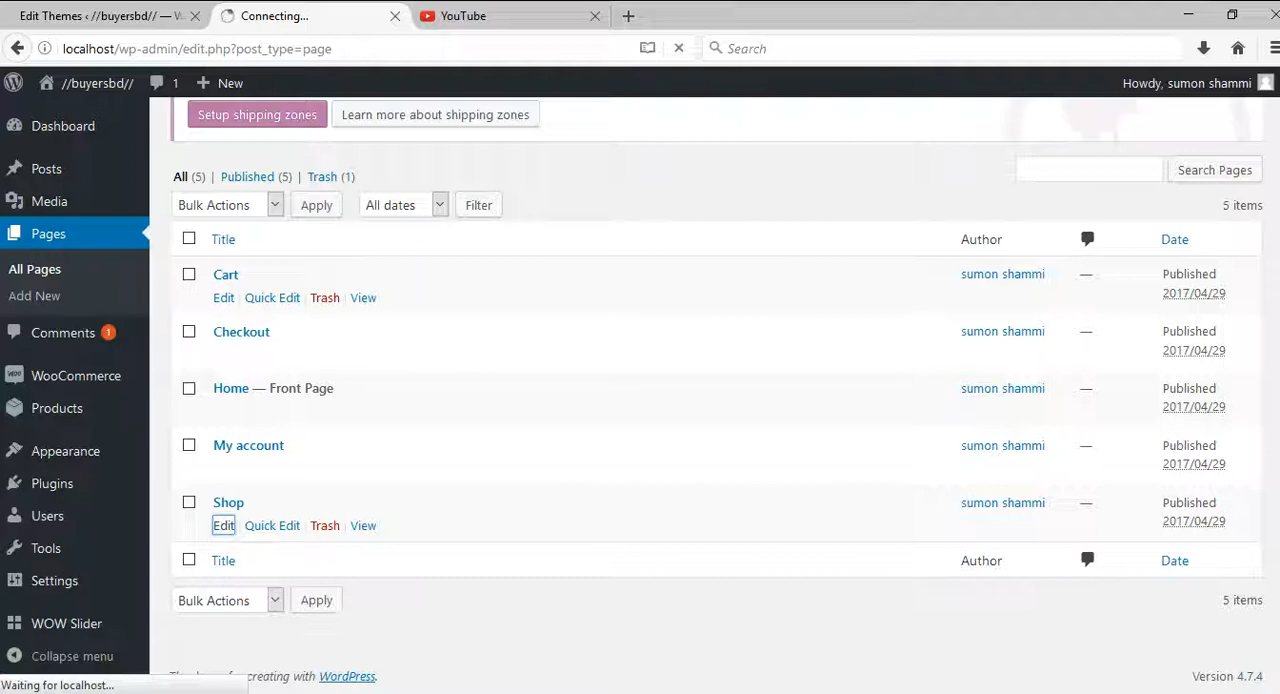 Edit Themes ‹ //buyersbd// — W
Connecting...
YouTube
localhost/wp-admin/edit.php?post_type=page
Search
//buyersbd//
1
New
Howdy, sumon shammi
Dashboard
Posts
Media
Pages
All Pages
Add New
Comments 1
WooCommerce
Products
Appearance
Plugins
Users
Tools
Settings
WOW Slider
Collapse menu
Setup shipping zones
Learn more about shipping zones
All (5) | Published (5) | Trash (1)
Search Pages
Bulk Actions Apply All dates Filter
5 items
Title Author Date
Cart sumon shammi — Published
Edit | Quick Edit | Trash | View 2017/04/29
Checkout sumon shammi — Published
2017/04/29
Home — Front Page sumon shammi — Published
2017/04/29
My account sumon shammi — Published
2017/04/29
Shop sumon shammi — Published
Edit | Quick Edit | Trash | View 2017/04/29
Title Author Date
Bulk Actions Apply
5 items
creating with WordPress.
Version 4.7.4
Waiting for localhost...